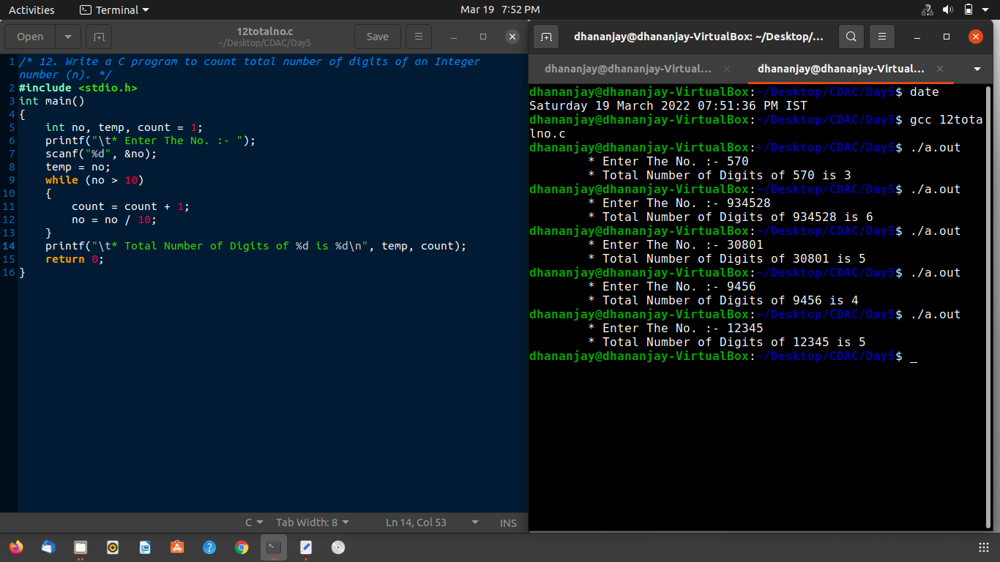 Activities
Terminal
Mar 19 7:52 PM
Open
12totalno.c
~/Desktop/CDAC/Day5
Save
1 /* 12. Write a C program to count total number of digits of an Integer
number (n). */
2 #include <stdio.h>
3 int main()
4 {
5     int no, temp, count = 1;
6     printf("\t* Enter The No. :- ");
7     scanf("%d", &no);
8     temp = no;
9     while (no > 10)
10     {
11         count = count + 1;
12         no = no / 10;
13     }
14     printf("\t* Total Number of Digits of %d is %d\n", temp, count);
15     return 0;
16 }
C
Tab Width: 8
Ln 14, Col 53
INS
dhananjay@dhananjay-VirtualBox: ~/Desktop/...
dhananjay@dhananjay-Virtual...
dhananjay@dhananjay-Virtual...
dhananjay@dhananjay-VirtualBox:~/Desktop/CDAC/Day5$ date
Saturday 19 March 2022 07:51:36 PM IST
dhananjay@dhananjay-VirtualBox:~/Desktop/CDAC/Day5$ gcc 12tota
lno.c
dhananjay@dhananjay-VirtualBox:~/Desktop/CDAC/Day5$ ./a.out
        * Enter The No. :- 570
        * Total Number of Digits of 570 is 3
dhananjay@dhananjay-VirtualBox:~/Desktop/CDAC/Day5$ ./a.out
        * Enter The No. :- 934528
        * Total Number of Digits of 934528 is 6
dhananjay@dhananjay-VirtualBox:~/Desktop/CDAC/Day5$ ./a.out
        * Enter The No. :- 30801
        * Total Number of Digits of 30801 is 5
dhananjay@dhananjay-VirtualBox:~/Desktop/CDAC/Day5$ ./a.out
        * Enter The No. :- 9456
        * Total Number of Digits of 9456 is 4
dhananjay@dhananjay-VirtualBox:~/Desktop/CDAC/Day5$ ./a.out
        * Enter The No. :- 12345
        * Total Number of Digits of 12345 is 5
dhananjay@dhananjay-VirtualBox:~/Desktop/CDAC/Day5$ _